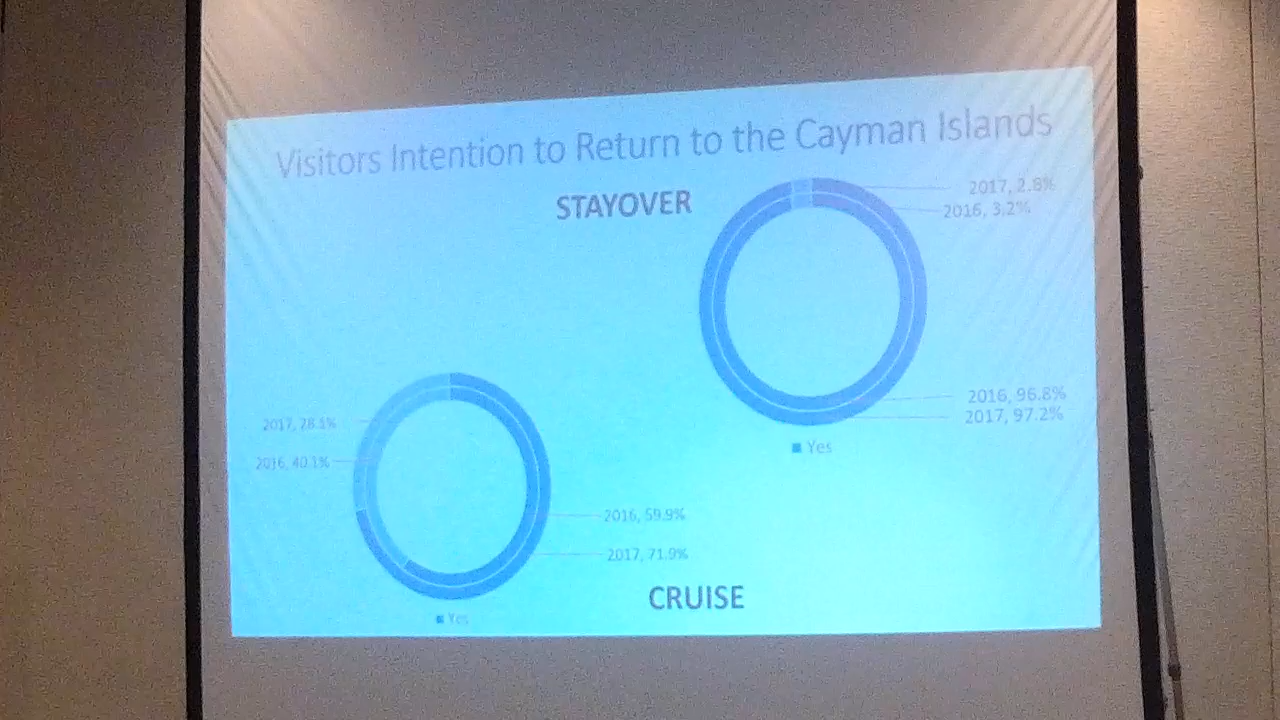 Visitors Intention to Return to the Cayman Islands
STAYOVER
2017, 2.8%
2016, 3.2%
2016, 96.8%
2017, 97.2%
Yes
2017, 28.1%
2016, 40.1%
2016, 59.9%
2017, 71.9%
CRUISE
Yes